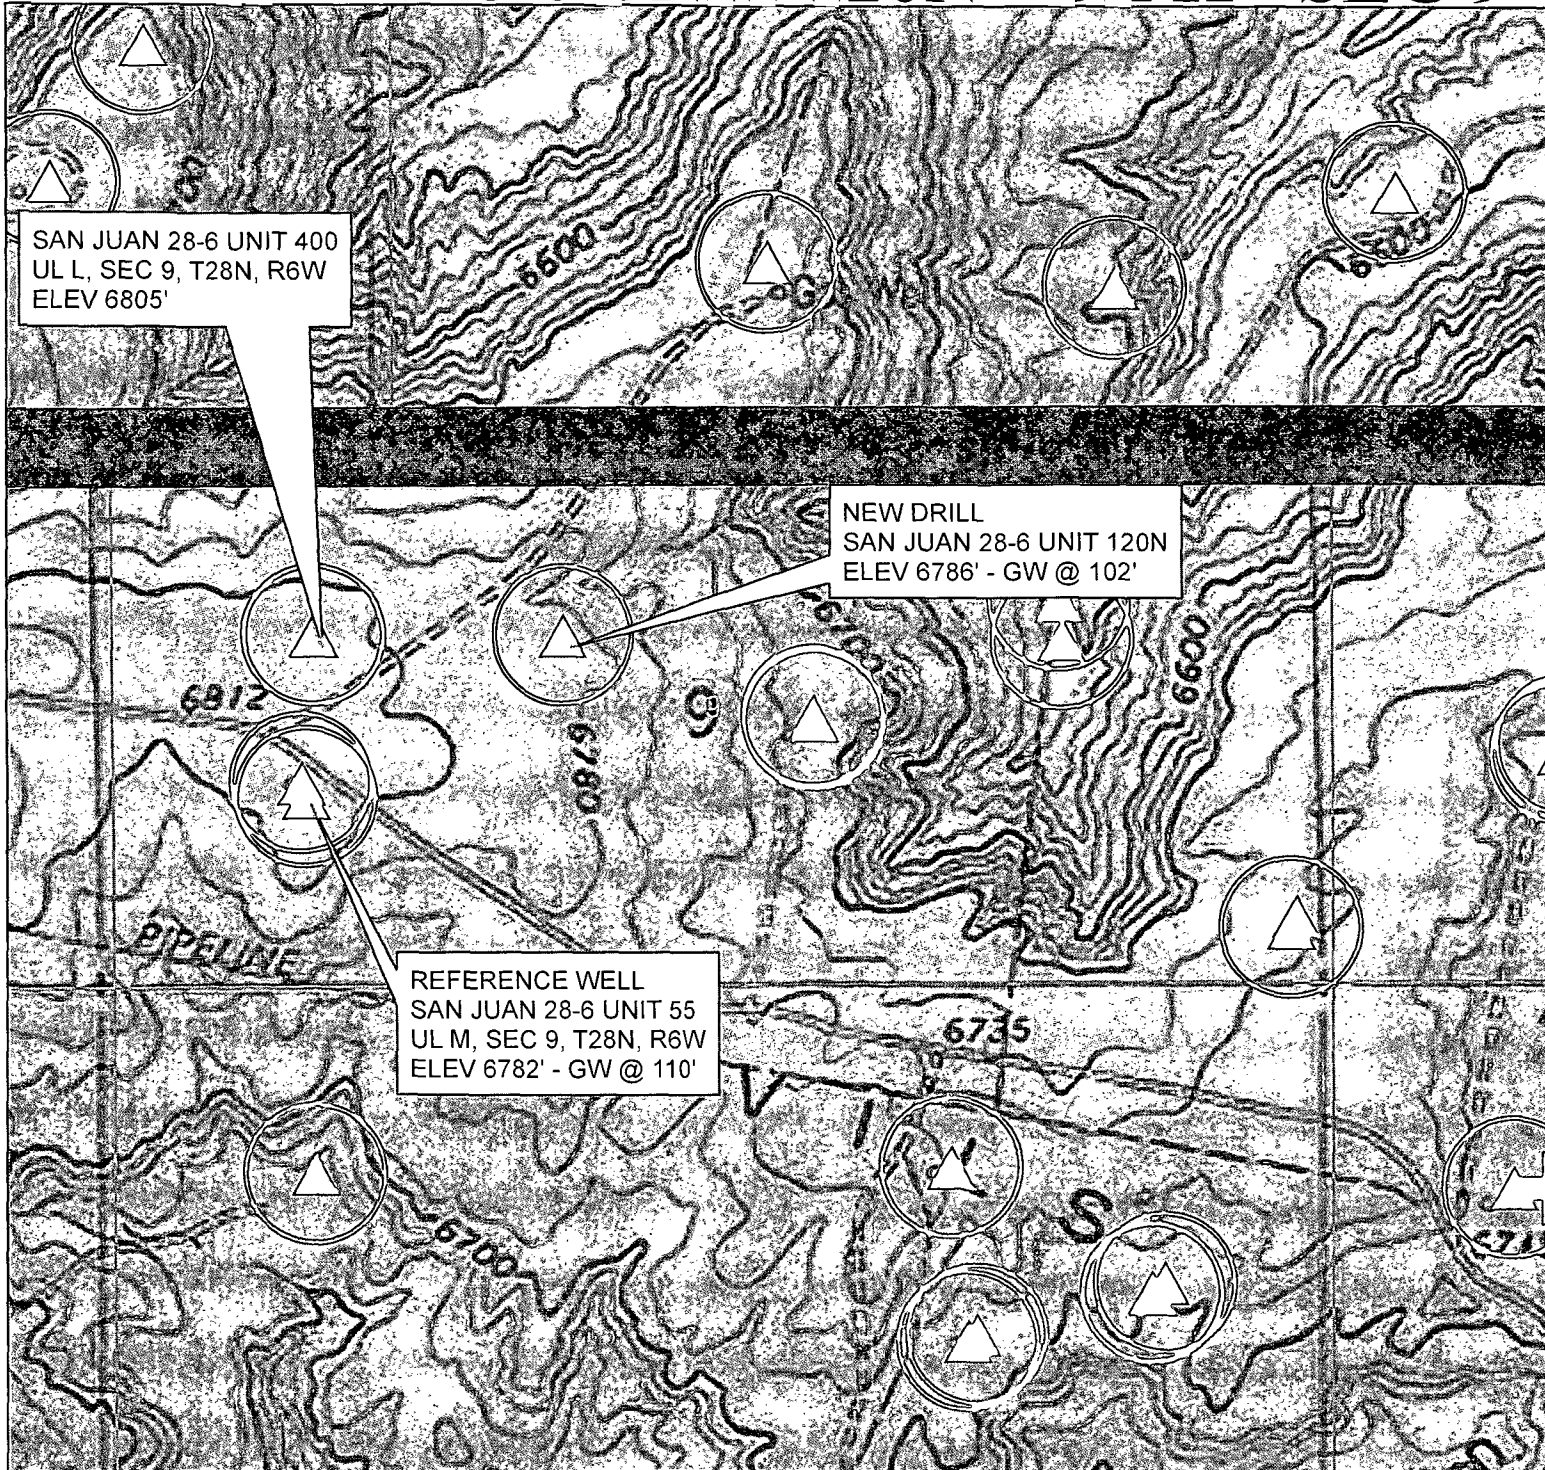 SAN JUAN 28-6 UNIT 400
UL L, SEC 9, T28N, R6W
ELEV 6805'
6600
NEW DRILL
SAN JUAN 28-6 UNIT 120N
ELEV 6786' - GW @ 102'
6812
9
6780
6600
PIPELINE
REFERENCE WELL
SAN JUAN 28-6 UNIT 55
UL M, SEC 9, T28N, R6W
ELEV 6782' - GW @ 110'
6735
6700